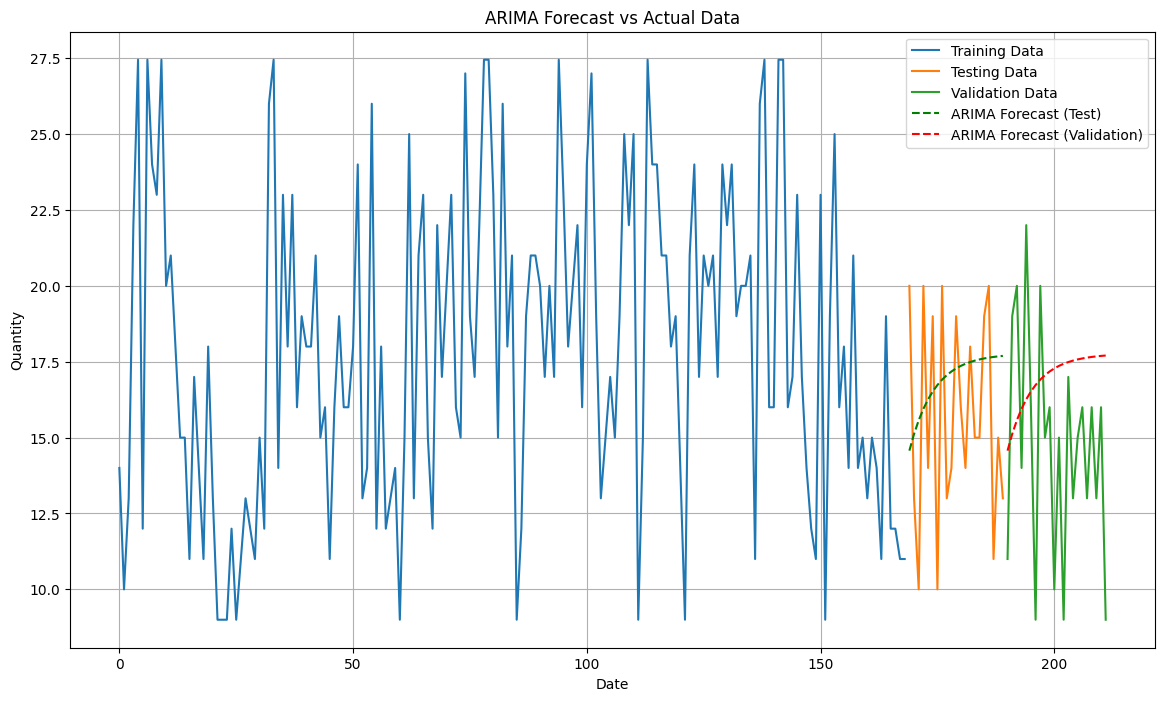 ARIMA Forecast vs Actual Data
Training Data
Testing Data
Validation Data
ARIMA Forecast (Test)
ARIMA Forecast (Validation)
Quantity
27.5
25.0
22.5
20.0
17.5
15.0
12.5
10.0
0
50
100
150
200
Date